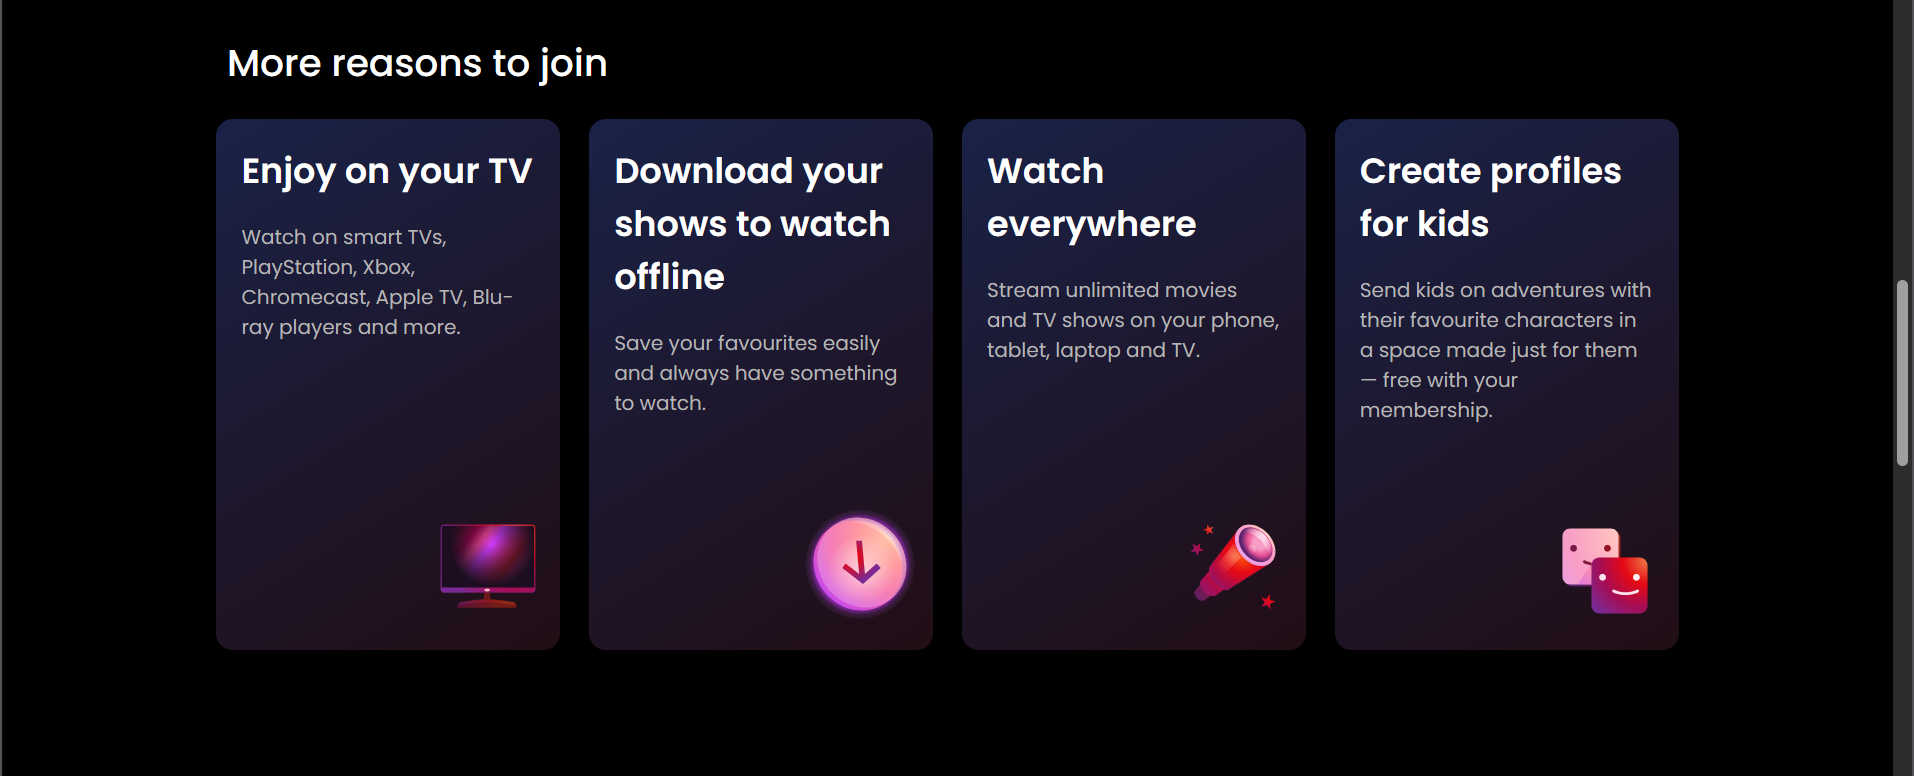 More reasons to join
Enjoy on your TV
Watch on smart TVs,
PlayStation, Xbox,
Chromecast, Apple TV, Blu-
ray players and more.
Download your
shows to watch
offline
Save your favourites easily
and always have something
to watch.
Watch
everywhere
Stream unlimited movies
and TV shows on your phone,
tablet, laptop and TV.
Create profiles
for kids
Send kids on adventures with
their favourite characters in
a space made just for them
— free with your
membership.